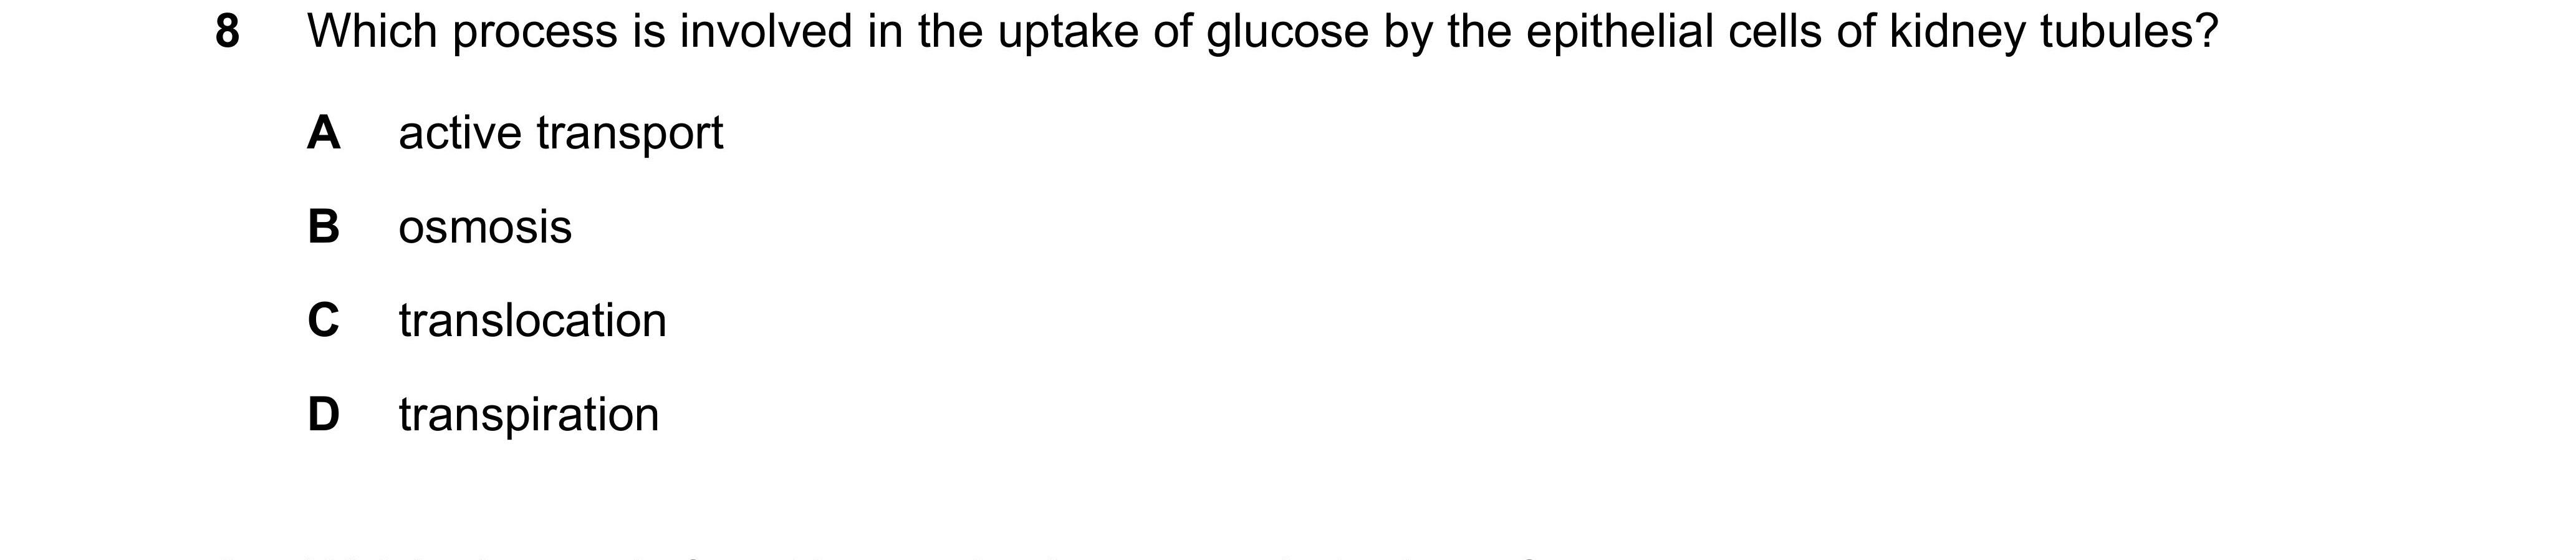 8 Which process is involved in the uptake of glucose by the epithelial cells of kidney tubules?
A active transport
B osmosis
C translocation
D transpiration